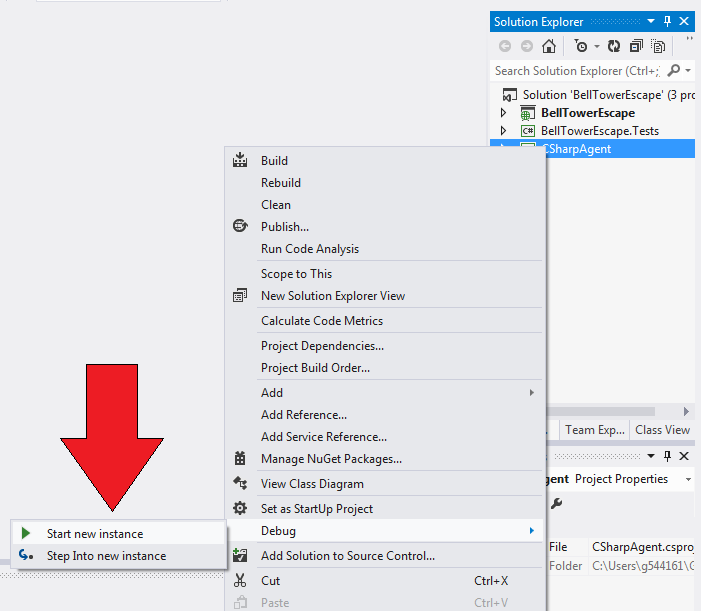 Solution Explorer
Search Solution Explorer (Ctrl+;
Solution 'BellTowerEscape' (3 pro
BellTowerEscape
C# BellTowerEscape.Tests
CSharpAgent
Build
Rebuild
Clean
Publish...
Run Code Analysis
Scope to This
New Solution Explorer View
Calculate Code Metrics
Project Dependencies...
Project Build Order...
Add
Add Reference...
Add Service Reference...
Manage NuGet Packages...
View Class Diagram
Set as StartUp Project
Debug
Add Solution to Source Control...
Cut Ctrl+X
Paste Ctrl+V
Start new instance
Step Into new instance
Team Exp... Class View
gent Project Properties
File CSharpAgent.csproj
Folder C:\Users\g544161\G